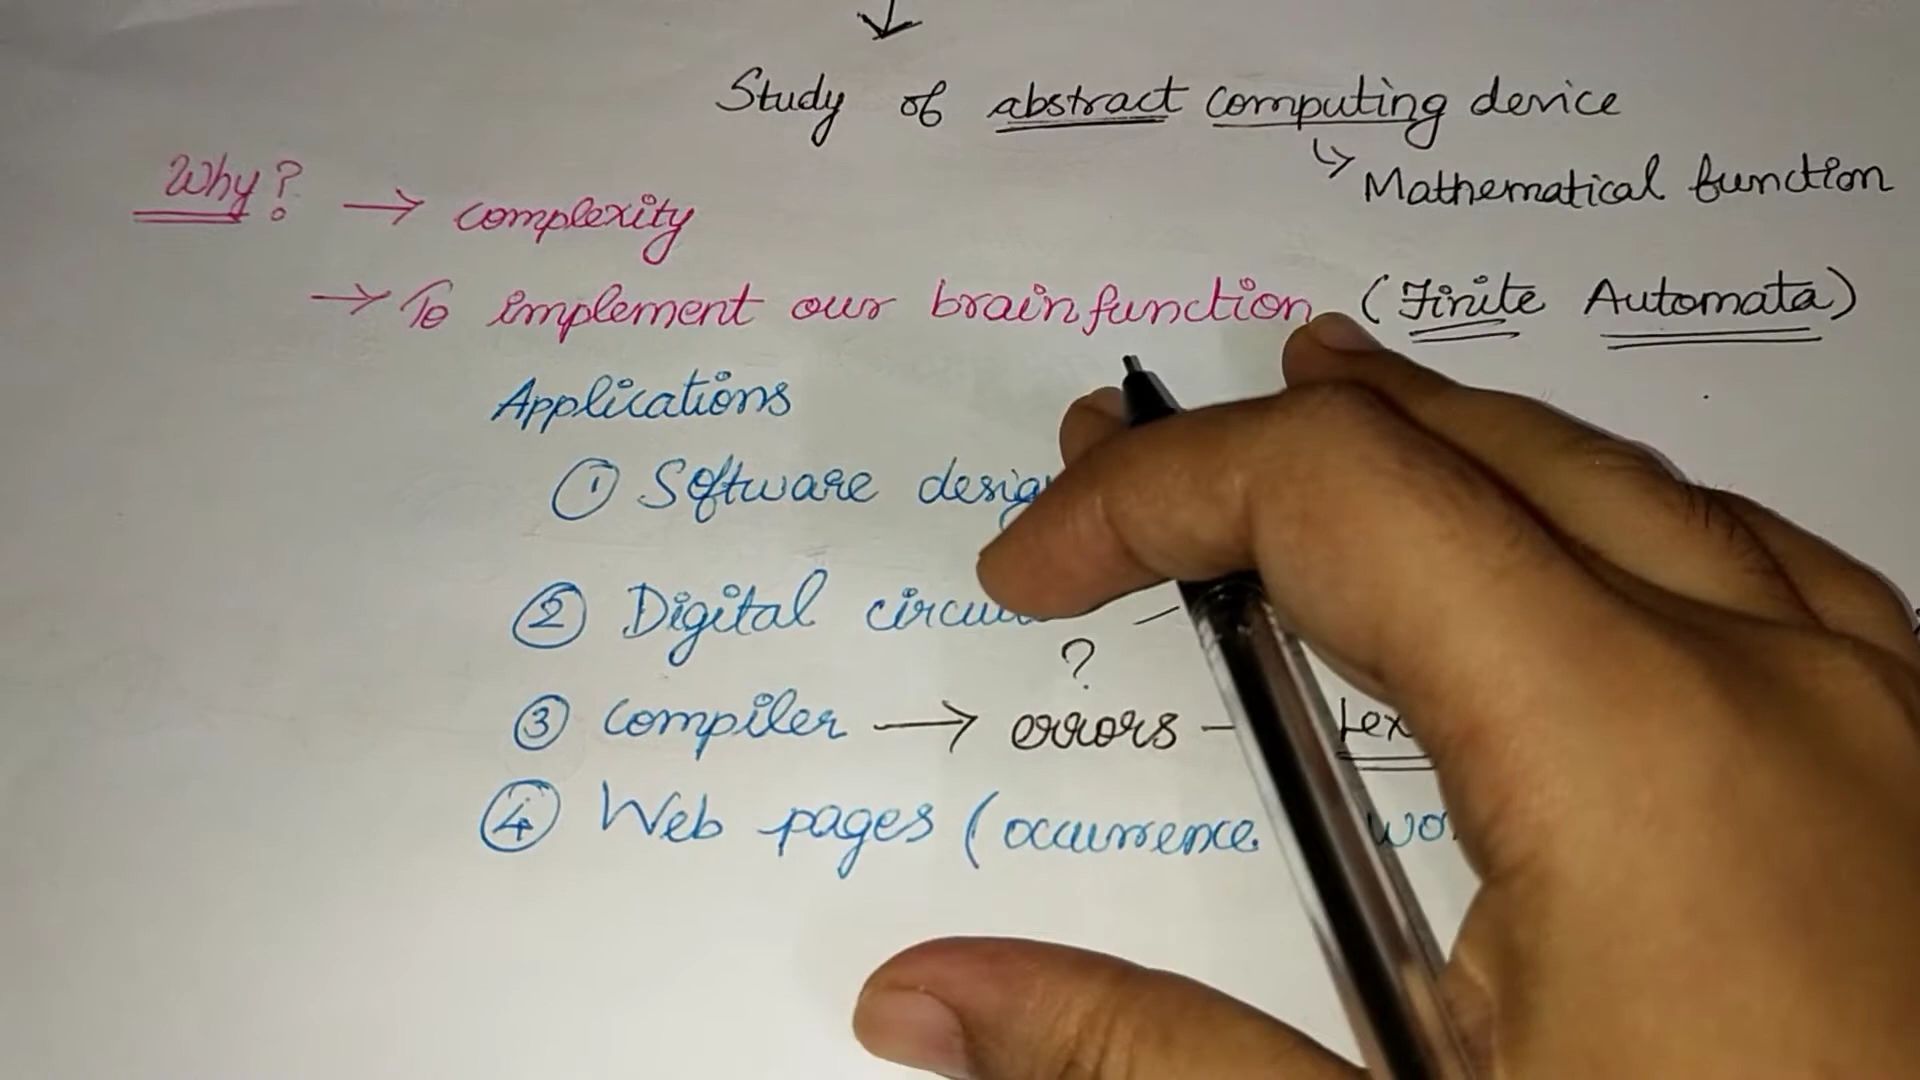 Study of abstract computing device
Mathematical function
Why? → complexity
→ To implement our brain function (Finite Automata)
Applications
① Software
② Digital
?
③ compiler → errors –
④ Web pages (occurrence